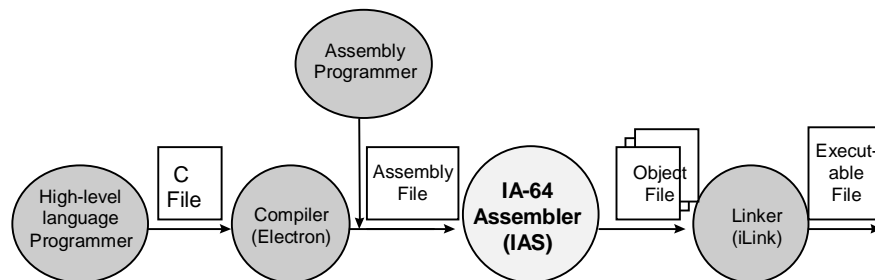 Assembly
Programmer
High-level
language
Programmer
C
File
Compiler
(Electron)
Assembly
File
IA-64
Assembler
(IAS)
Object
File
Linker
(iLink)
Execut-
able
File